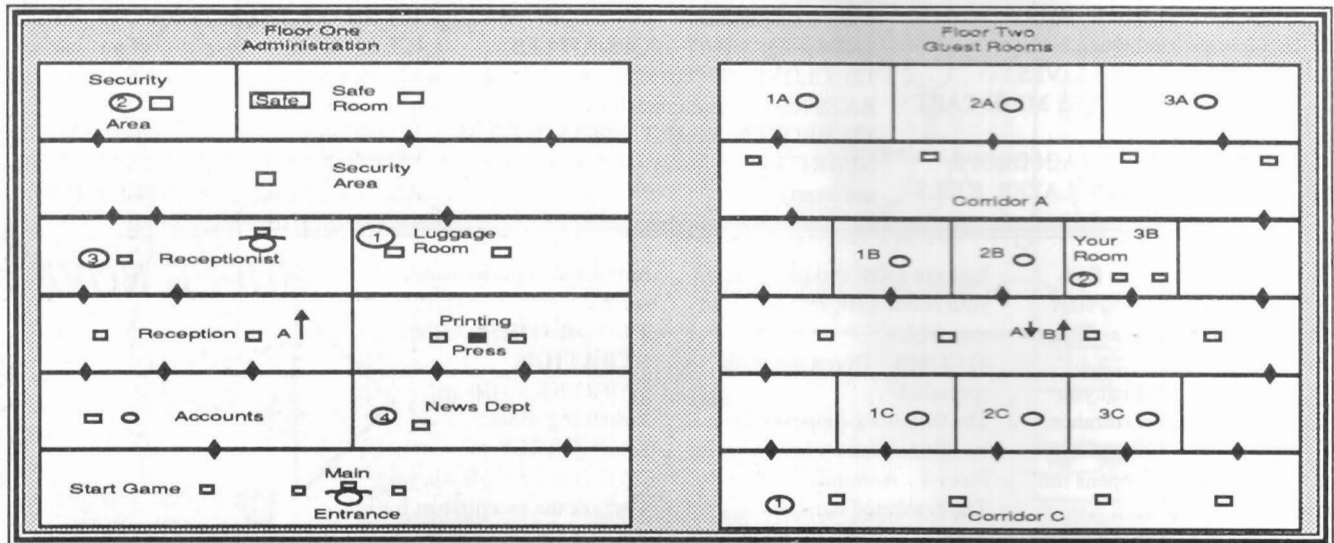 Floor One
Administration
Security
2
Area
Safe
Safe
Room
Security
Area
3
Receptionist
1
Luggage
Room
Reception
A
Printing
Press
Accounts
4
News Dept
Start Game
Main
Entrance
Floor Two
Guest Rooms
1A
2A
3A
Corridor A
1B
2B
3B
Your
Room
2
A
B
1C
2C
3C
1
Corridor C